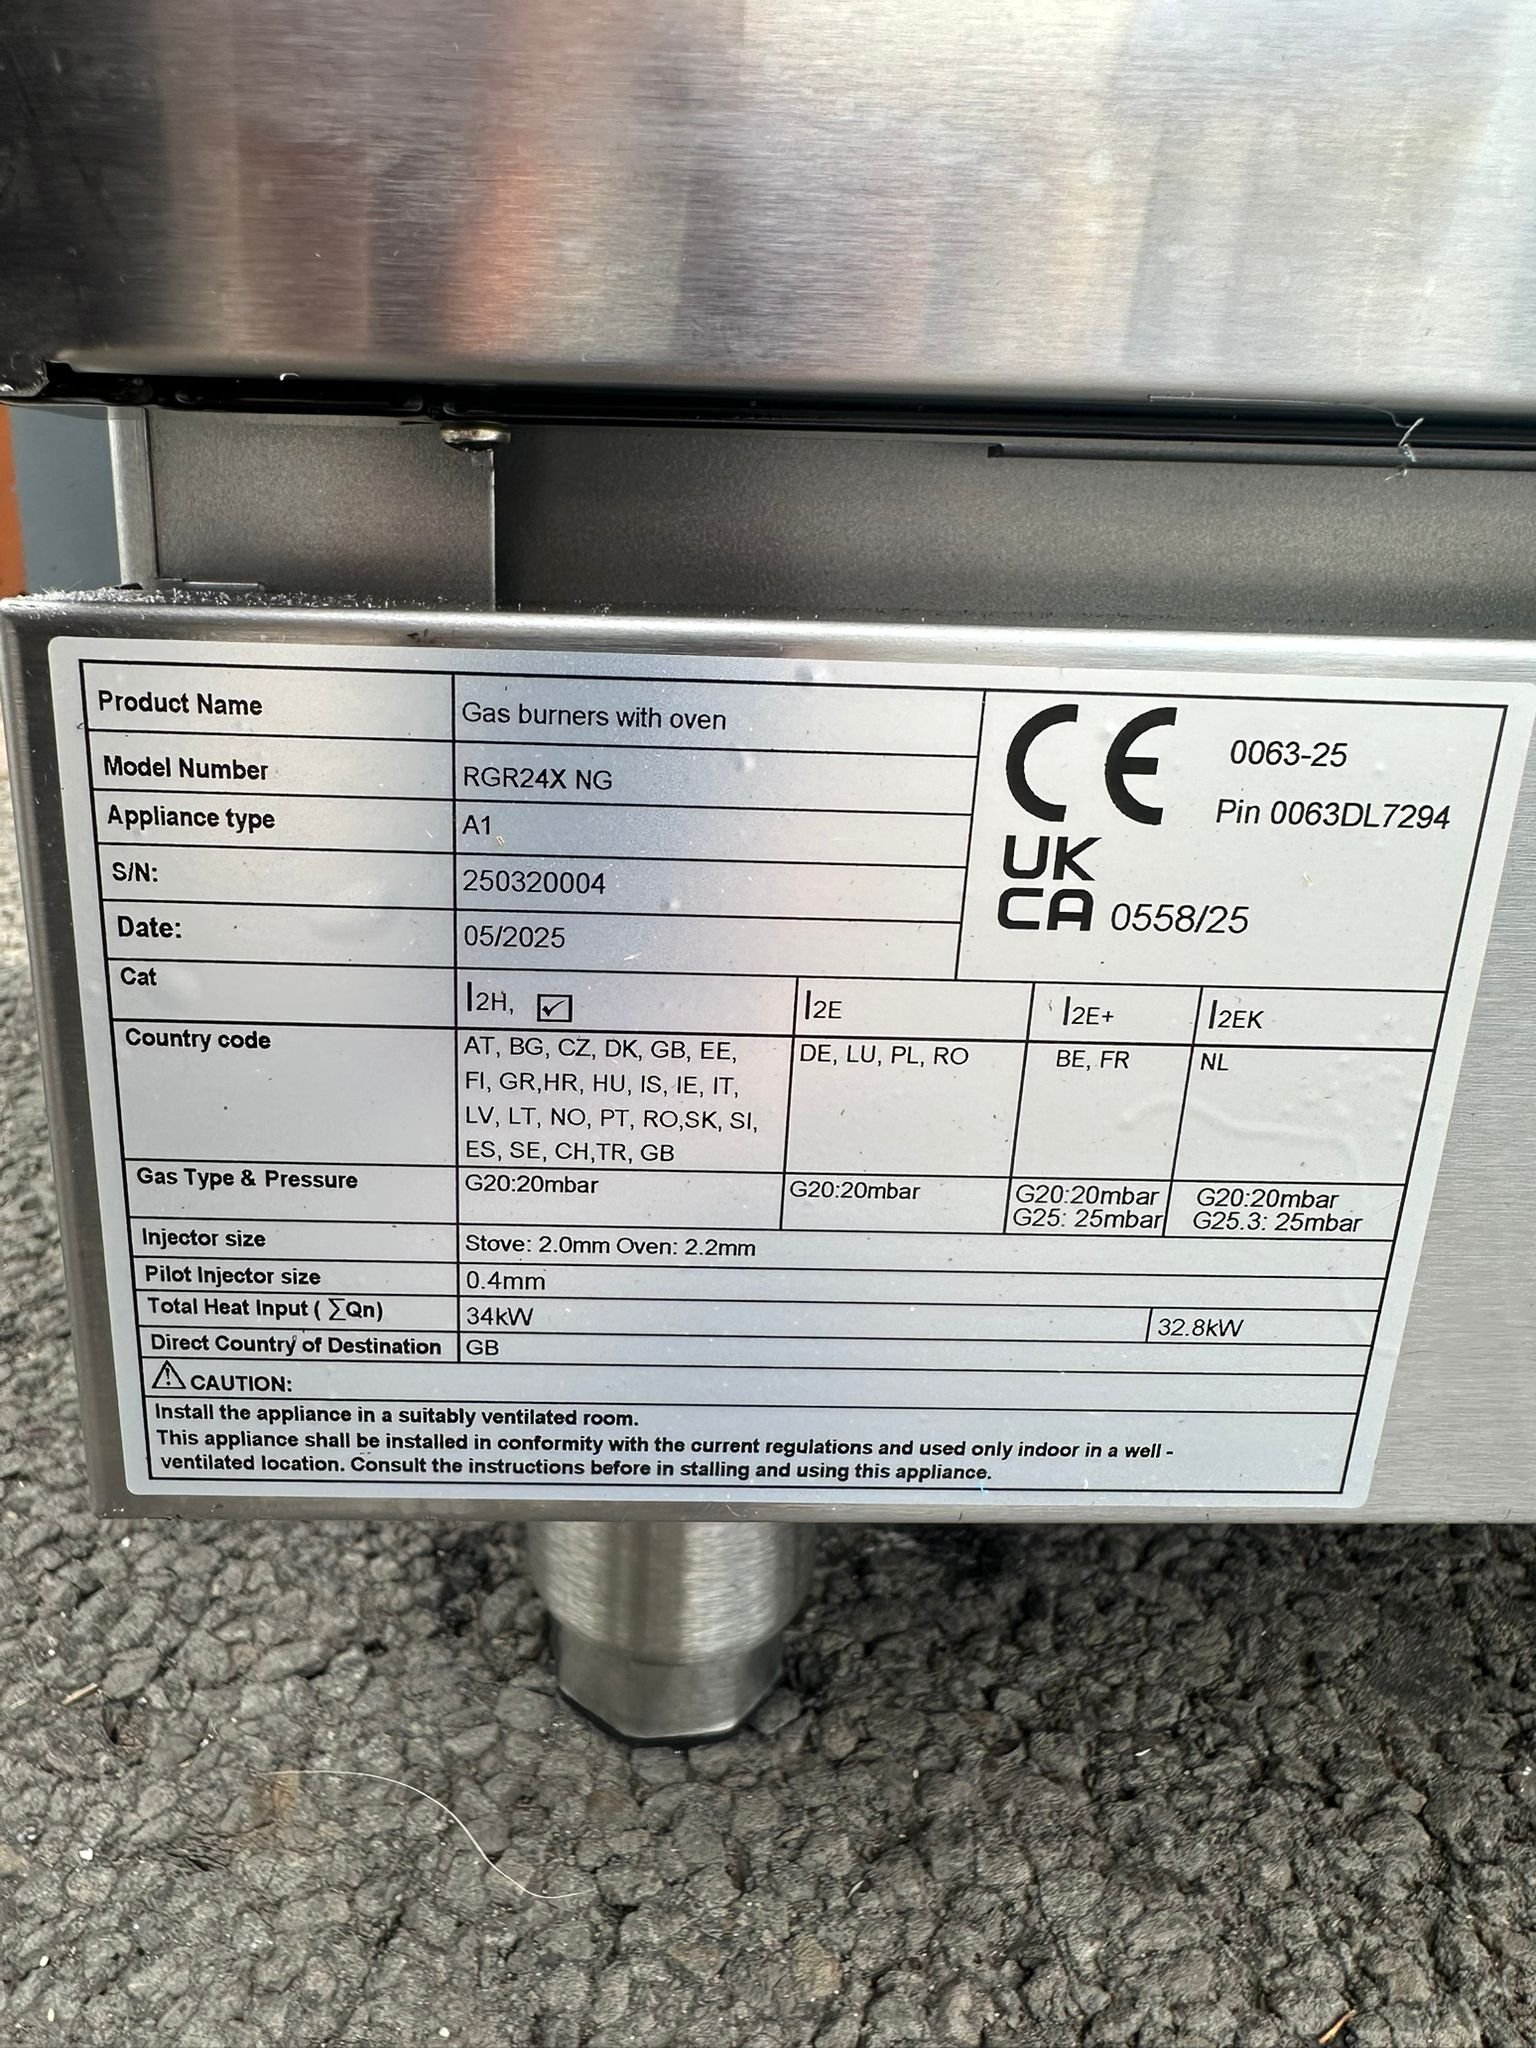 Product Name
Gas burners with oven
Model Number
RGR24X NG
Appliance type
A1
S/N:
250320004
Date:
05/2025
CE
0063-25
Pin 0063DL7294
UK
CA 0558/25
Cat
I2H, ☑
I2E
I2E+
I2EK
Country code
AT, BG, CZ, DK, GB, EE,
FI, GR,HR, HU, IS, IE, IT,
LV, LT, NO, PT, RO,SK, SI,
ES, SE, CH,TR, GB
DE, LU, PL, RO
BE, FR
NL
Gas Type & Pressure
G20:20mbar
G20:20mbar
G20:20mbar
G25: 25mbar
G20:20mbar
G25.3: 25mbar
Injector size
Stove: 2.0mm Oven: 2.2mm
Pilot Injector size
0.4mm
Total Heat Input ( ∑Qn)
34kW
32.8kW
Direct Country of Destination
GB
⚠ CAUTION:
Install the appliance in a suitably ventilated room.
This appliance shall be installed in conformity with the current regulations and used only indoor in a well -
ventilated location. Consult the instructions before in stalling and using this appliance.